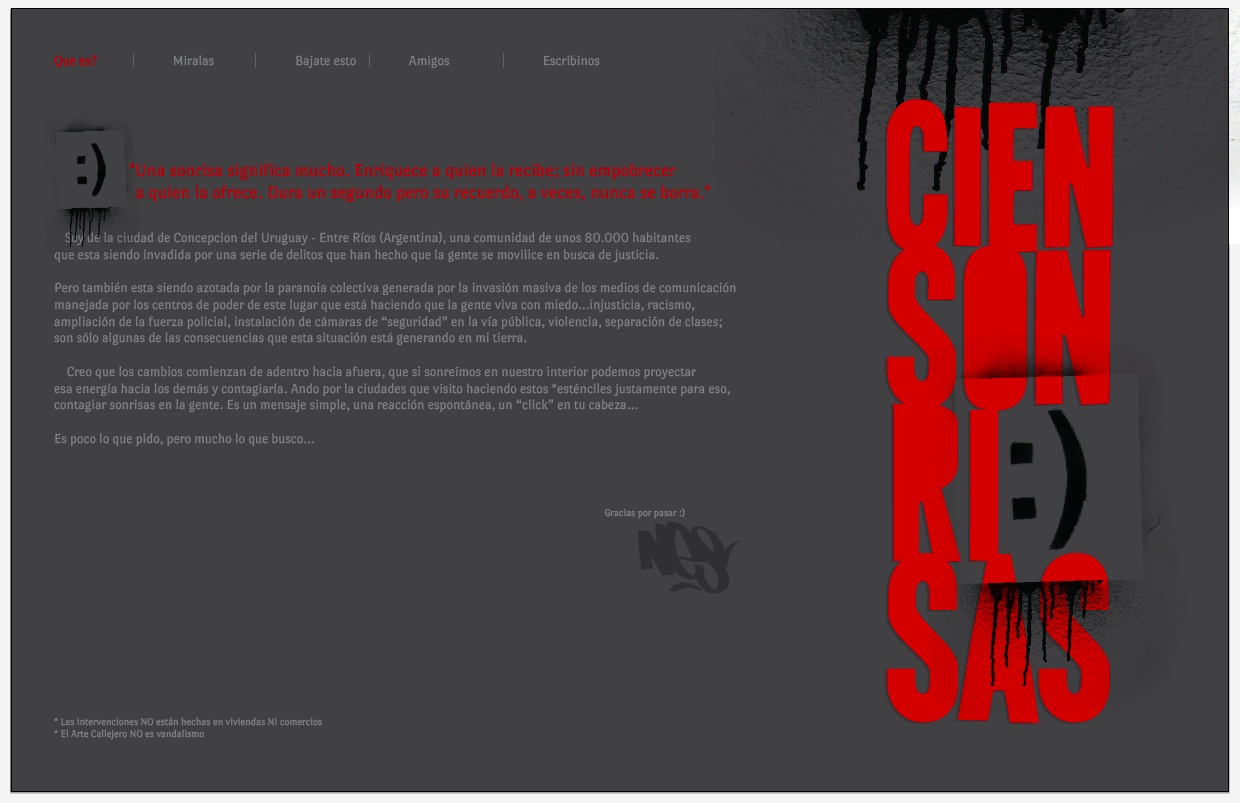 Que es?
Miralas
Bajate esto
Amigos
Escribinos
:)
"Una sonrisa significa mucho. Enriquece a quien la recibe; sin empobrecer
a quien la ofrece. Dura un segundo pero su recuerdo, a veces, nunca se borra."
Soy de la ciudad de Concepcion del Uruguay - Entre Ríos (Argentina), una comunidad de unos 80.000 habitantes
que esta siendo invadida por una serie de delitos que han hecho que la gente se movilice en busca de justicia.
Pero también esta siendo azotada por la paranoia colectiva generada por la invasión masiva de los medios de comunicación
manejada por los centros de poder de este lugar que está haciendo que la gente viva con miedo...injusticia, racismo,
ampliación de la fuerza policial, instalación de cámaras de “seguridad” en la vía pública, violencia, separación de clases;
son sólo algunas de las consecuencias que esta situación está generando en mi tierra.
Creo que los cambios comienzan de adentro hacia afuera, que si sonreímos en nuestro interior podemos proyectar
esa energía hacia los demás y contagiarla. Ando por la ciudades que visito haciendo estos *esténciles justamente para eso,
contagiar sonrisas en la gente. Es un mensaje simple, una reacción espontánea, un “click” en tu cabeza...
Es poco lo que pido, pero mucho lo que busco...
Gracias por pasar :)
Nes
* Las intervenciones NO están hechas en viviendas NI comercios
* El Arte Callejero NO es vandalismo
CIEN
SON
RI :)
SAS